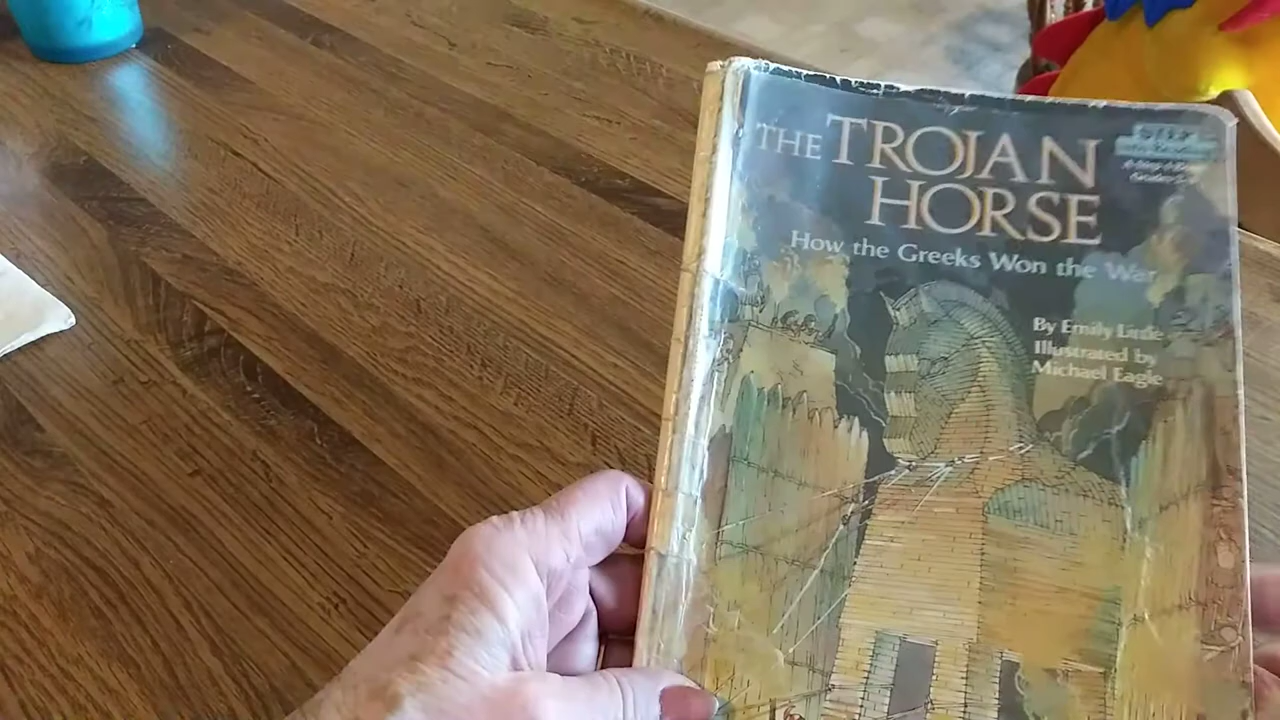 THE TROJAN
HORSE
How the Greeks Won the War
By Emily Little
Illustrated by
Michael Eagle